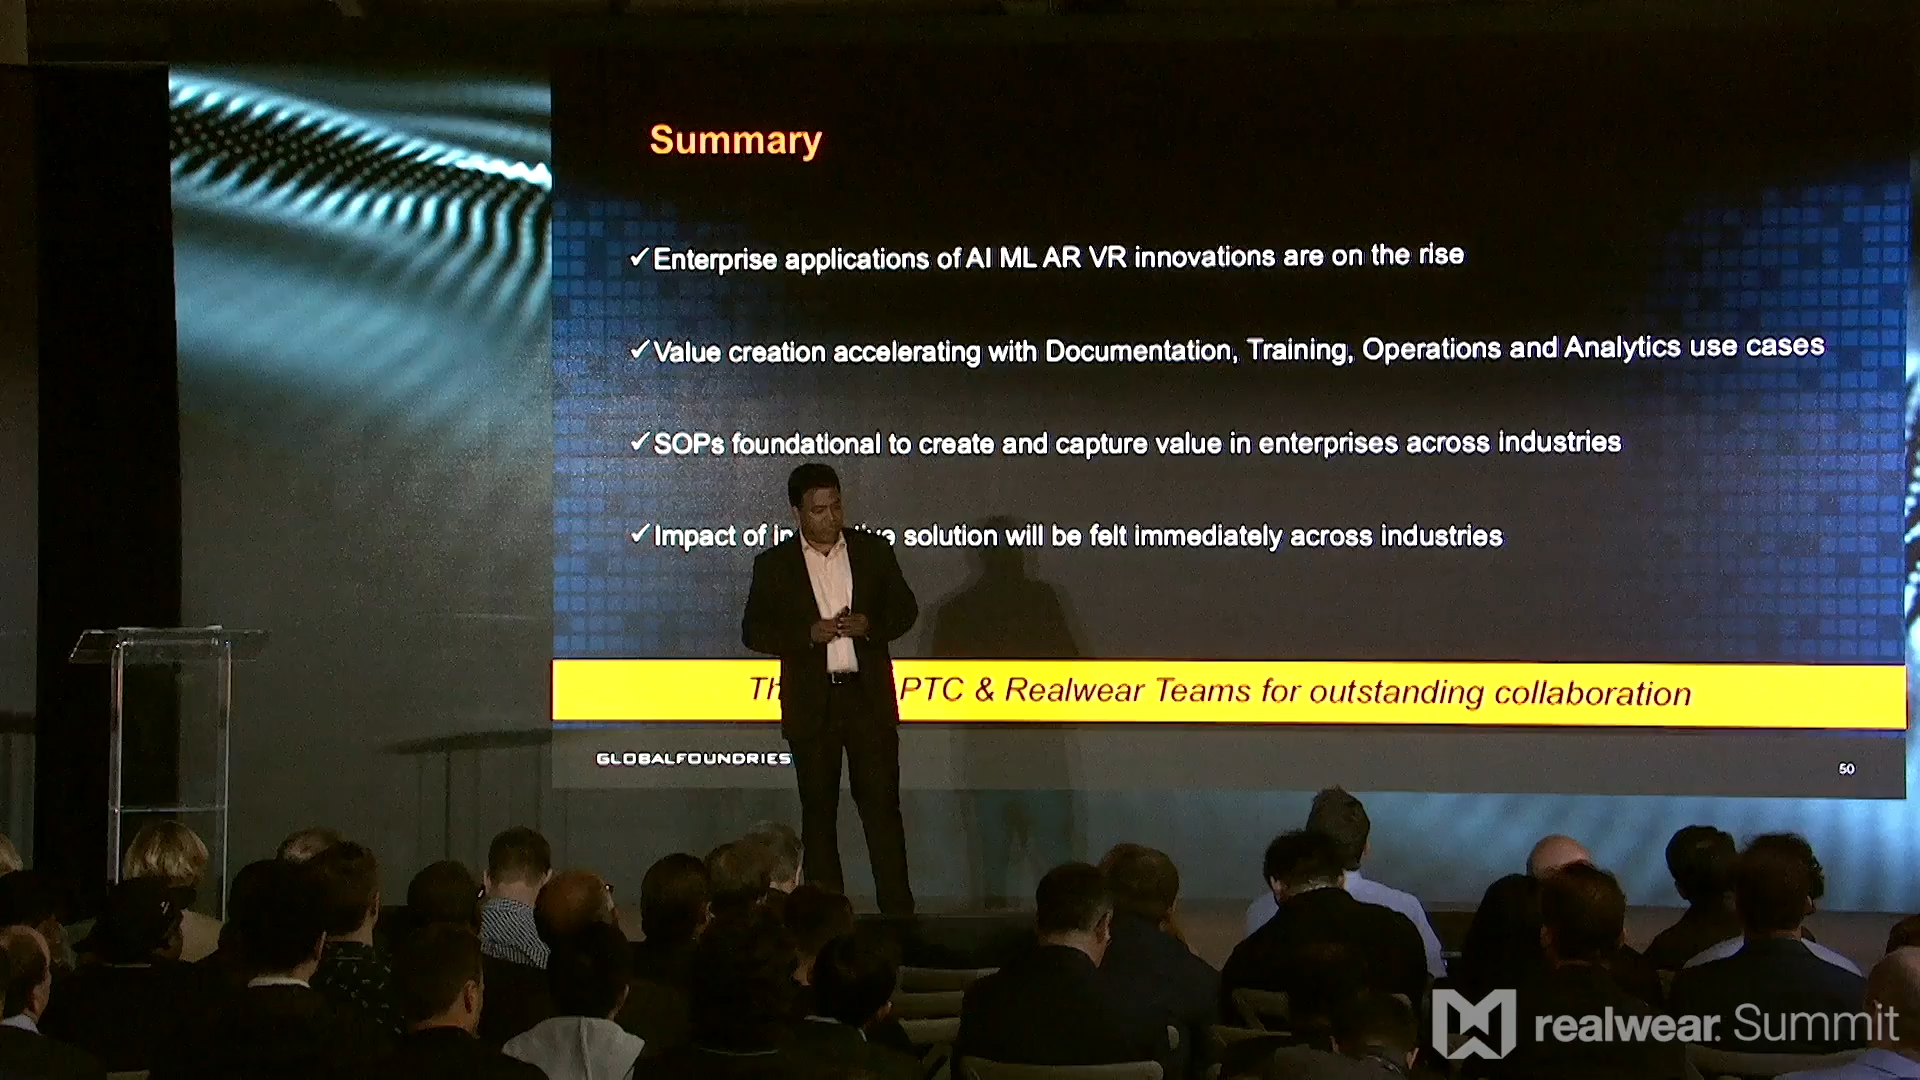 Summary
✓Enterprise applications of AI ML AR VR innovations are on the rise
✓Value creation accelerating with Documentation, Training, Operations and Analytics use cases
✓SOPs foundational to create and capture value in enterprises across industries
✓Impact of solution will be felt immediately across industries
PTC & Realwear Teams for outstanding collaboration
GLOBALFOUNDRIES
50
realwear. Summit